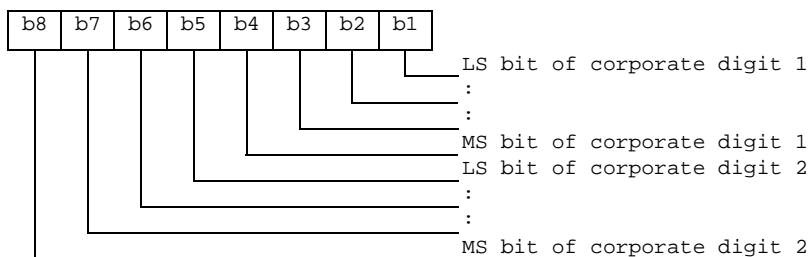 b8 b7 b6 b5 b4 b3 b2 b1
LS bit of corporate digit 1
:
:
MS bit of corporate digit 1
LS bit of corporate digit 2
:
:
MS bit of corporate digit 2